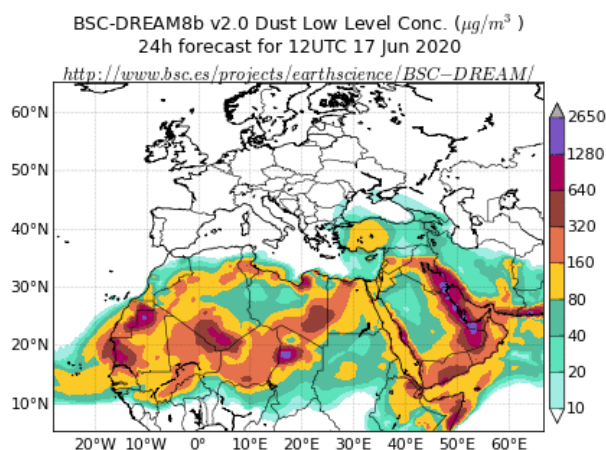 BSC-DREAM8b v2.0 Dust Low Level Conc. (µg/m³ )
24h forecast for 12UTC 17 Jun 2020
http://www.bsc.es/projects/earthscience/BSC−DREAM/
60°N
50°N
40°N
30°N
20°N
10°N
20°W
10°W
0°
10°E
20°E
30°E
40°E
50°E
60°E
2650
1280
640
320
160
80
40
20
10